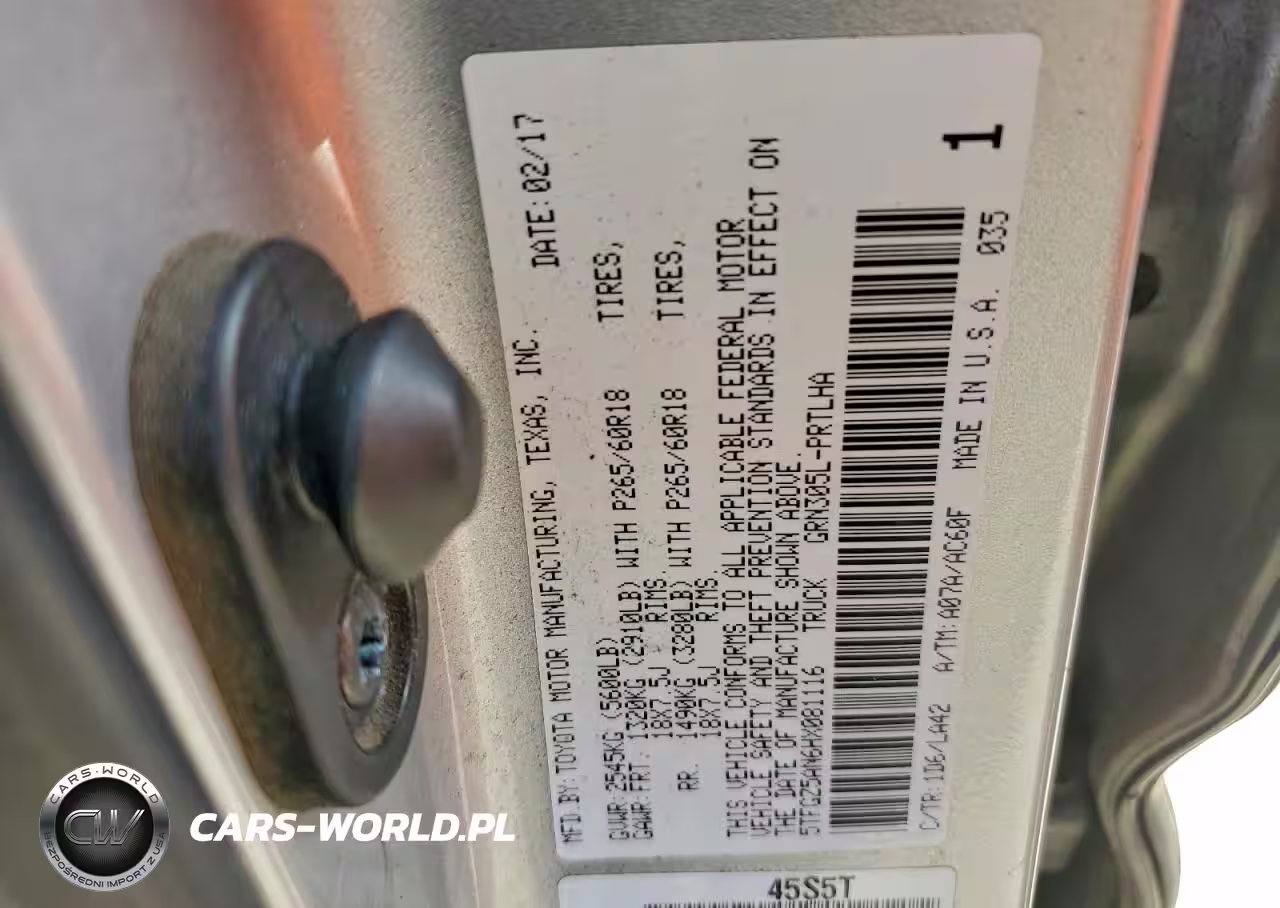 MFD.BY: TOYOTA MOTOR MANUFACTURING, TEXAS, INC. DATE: 02/17
GVWR: 2545KG (5600LB)
GAWR: FRT. 1320KG (2910LB) WITH P265/60R18 TIRES,
18X7.5J RIMS
RR. 1490KG (3280LB) WITH P265/60R18 TIRES,
18X7.5J RIMS
THIS VEHICLE CONFORMS TO ALL APPLICABLE FEDERAL MOTOR
VEHICLE SAFETY AND THEFT PREVENTION STANDARDS IN EFFECT ON
THE DATE OF MANUFACTURE SHOWN ABOVE.
5TFGZ5AN6HX081116 TRUCK GRN305L-PRTLHA
1
C/TR: 1D6/LA42 A/TM: A07A/AC60F MADE IN U.S.A. 035
45S5T
CARS-WORLD
CW
BEZPOŚREDNI IMPORT Z USA
CARS-WORLD.PL